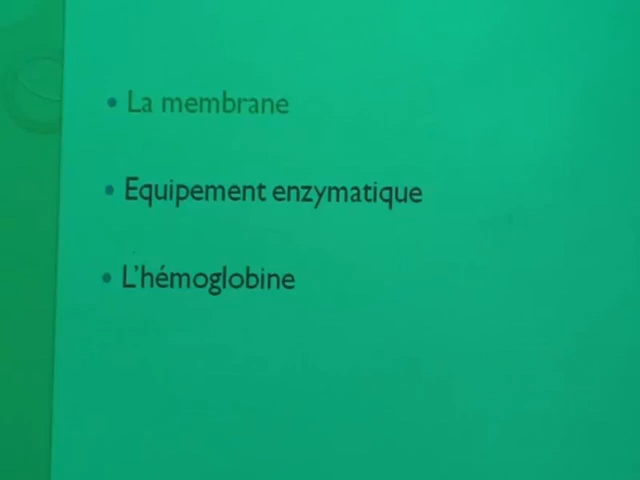 • La membrane
• Equipement enzymatique
• L'hémoglobine